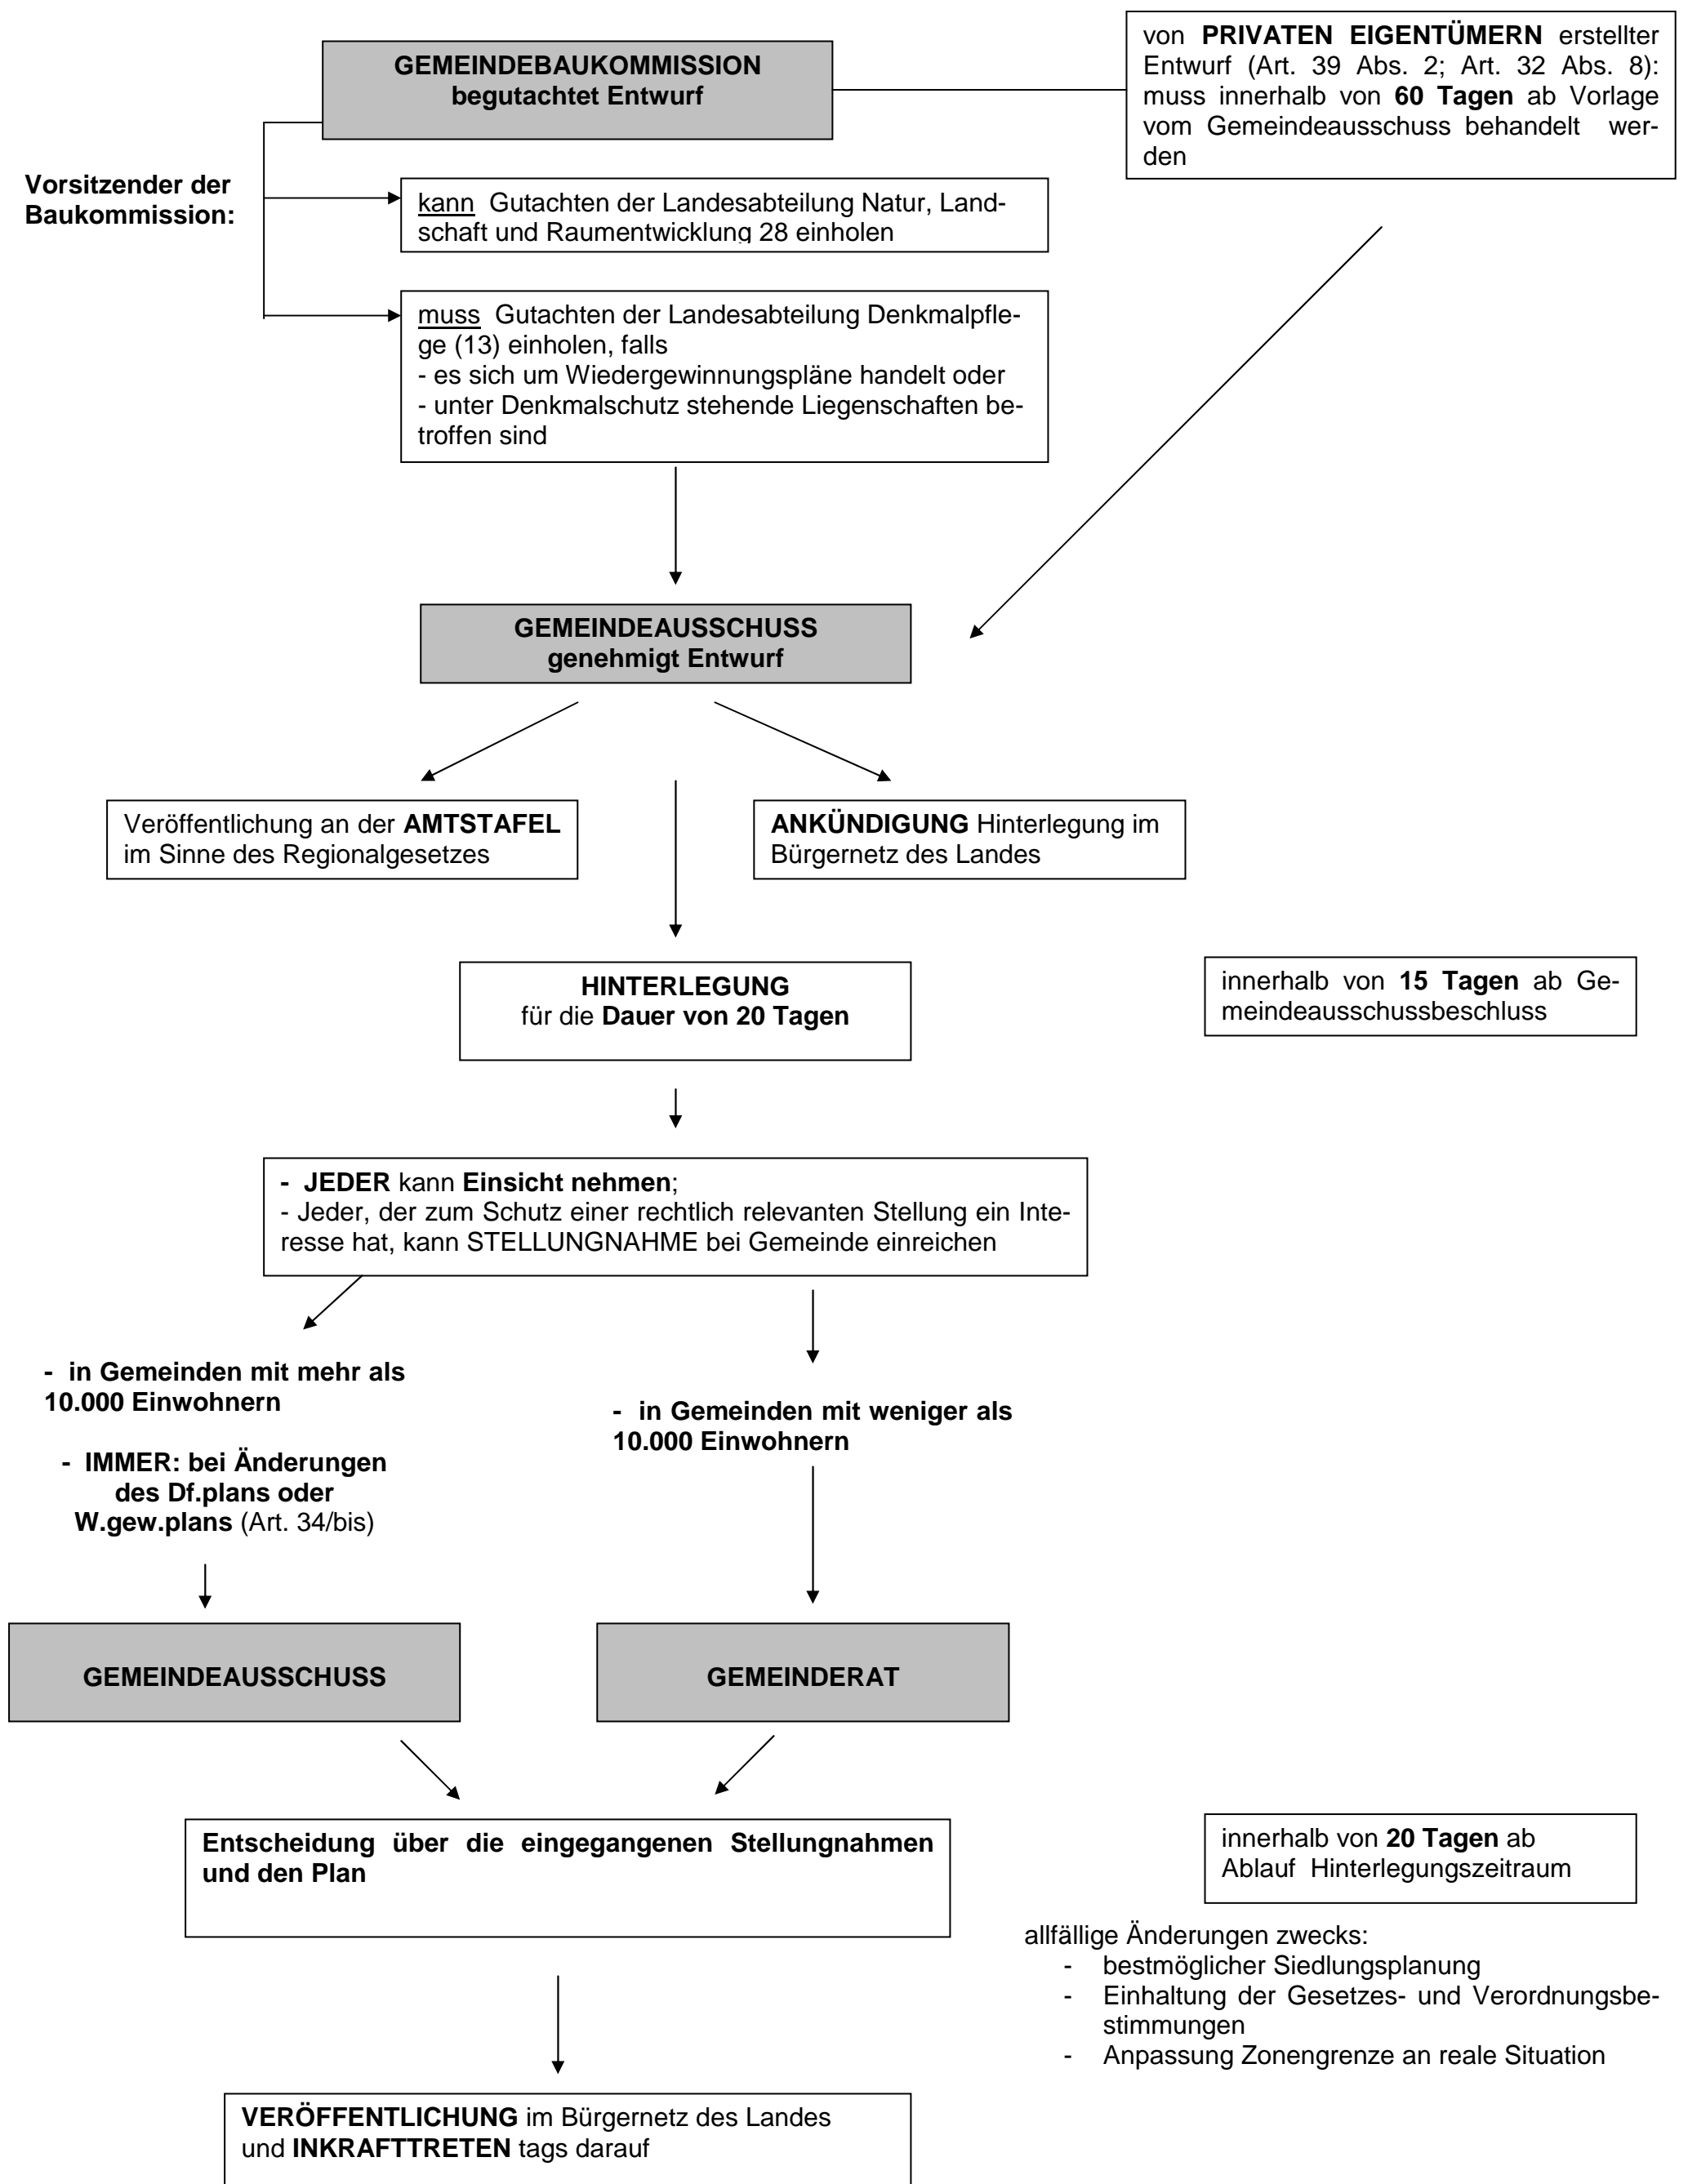 GEMEINDEBAUKOMMISSION
begutachtet Entwurf
von PRIVATEN EIGENTÜMERN erstellter
Entwurf (Art. 39 Abs. 2; Art. 32 Abs. 8):
muss innerhalb von 60 Tagen ab Vorlage
vom Gemeindeausschuss behandelt wer-
den
Vorsitzender der
Baukommission:
kann Gutachten der Landesabteilung Natur, Land-
schaft und Raumentwicklung 28 einholen
muss Gutachten der Landesabteilung Denkmalpfle-
ge (13) einholen, falls
- es sich um Wiedergewinnungspläne handelt oder
- unter Denkmalschutz stehende Liegenschaften be-
troffen sind
GEMEINDEAUSSCHUSS
genehmigt Entwurf
Veröffentlichung an der AMTSTAFEL
im Sinne des Regionalgesetzes
ANKÜNDIGUNG Hinterlegung im
Bürgernetz des Landes
HINTERLEGUNG
für die Dauer von 20 Tagen
innerhalb von 15 Tagen ab Ge-
meindeausschussbeschluss
- JEDER kann Einsicht nehmen;
- Jeder, der zum Schutz einer rechtlich relevanten Stellung ein Inte-
resse hat, kann STELLUNGNAHME bei Gemeinde einreichen
- in Gemeinden mit mehr als
10.000 Einwohnern
- IMMER: bei Änderungen
des Df.plans oder
W.gew.plans (Art. 34/bis)
- in Gemeinden mit weniger als
10.000 Einwohnern
GEMEINDEAUSSCHUSS
GEMEINDERAT
Entscheidung über die eingegangenen Stellungnahmen
und den Plan
innerhalb von 20 Tagen ab
Ablauf Hinterlegungszeitraum
allfällige Änderungen zwecks:
- bestmöglicher Siedlungsplanung
- Einhaltung der Gesetzes- und Verordnungsbe-
stimmungen
- Anpassung Zonengrenze an reale Situation
VERÖFFENTLICHUNG im Bürgernetz des Landes
und INKRAFTTRETEN tags darauf